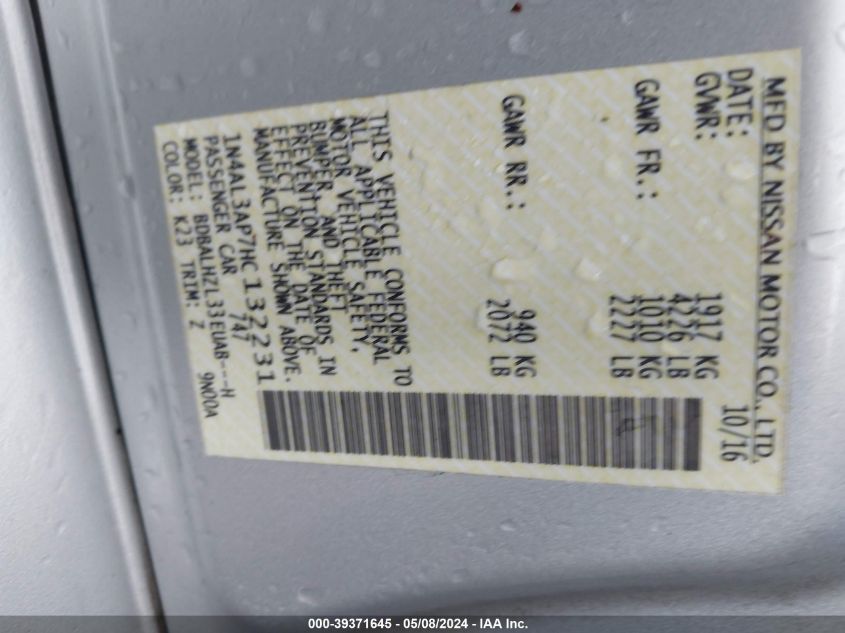 MFD BY NISSAN MOTOR CO., LTD.
DATE: 10/16
GVWR: 1917 KG
4226 LB
GAWR FR.: 1010 KG
2227 LB
GAWR RR.: 940 KG
2072 LB
THIS VEHICLE CONFORMS TO
ALL APPLICABLE FEDERAL
MOTOR VEHICLE SAFETY,
BUMPER, AND THEFT
PREVENTION STANDARDS IN
EFFECT ON THE DATE OF
MANUFACTURE SHOWN ABOVE.
1N4AL3AP7HC132231
PASSENGER CAR 747
MODEL: BDBALHZL33EUAB---H
COLOR: K23 TRIM: Z 9N00A
000-39371645 - 05/08/2024 - IAA Inc.